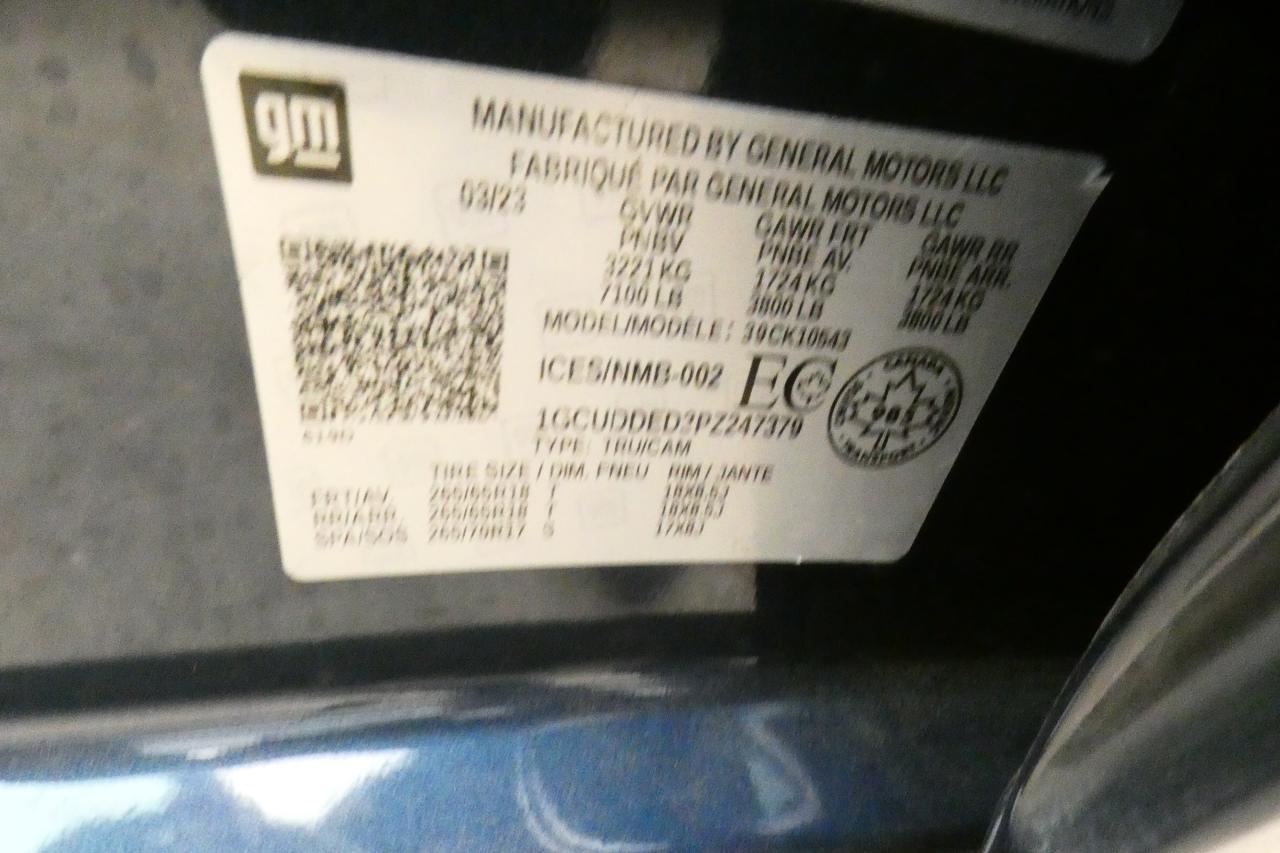 gm
MANUFACTURED BY GENERAL MOTORS LLC
FABRIQUÉ PAR GENERAL MOTORS LLC
03/23
GVWR GAWR FRT GAWR RR
PNBV PNBE AV. PNBE ARR.
3221 KG 1724 KG 1724 KG
7100 LB 3800 LB 3800 LB
MODEL/MODÈLE: 39CK10543
ICES/NMB-002 EC
CANADA
TRANSPORT
TYPE: TRU/CAM
TIRE SIZE / DIM. PNEU RIM / JANTE
FRT/AV. 265/65R18 T 18X8.5J
RR/ARR. 265/65R18 T 18X8.5J
SPA/SOS 265/70R17 S 17X8J